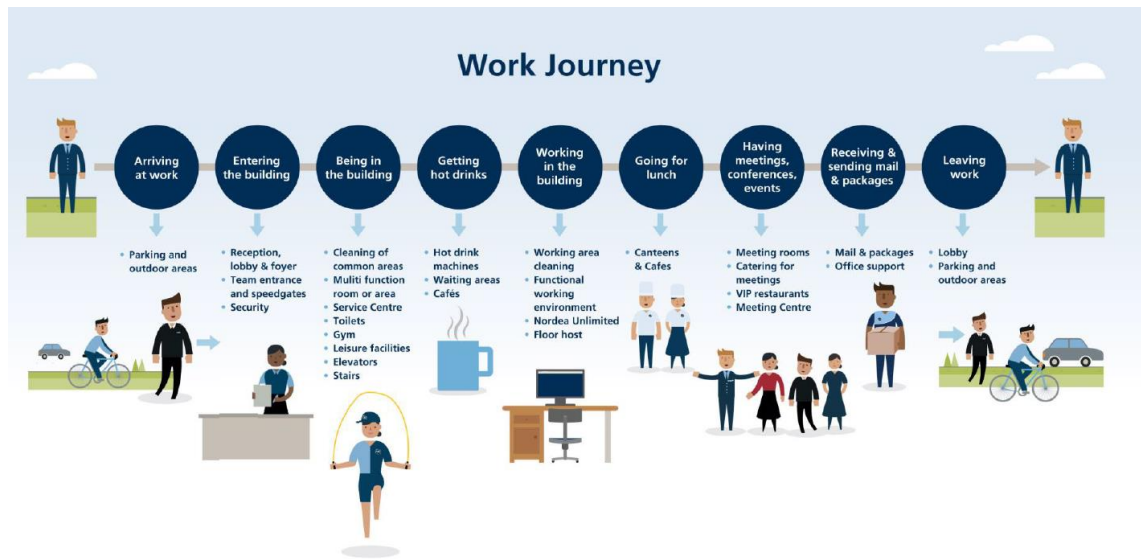 Work Journey
Arriving
at work
Entering
the building
Being in
the building
Getting
hot drinks
Working
in the
building
Going for
lunch
Having
meetings,
conferences,
events
Receiving &
sending mail
& packages
Leaving
work
• Parking and
outdoor areas
• Reception,
lobby & foyer
• Team entrance
and speedgates
• Security
• Cleaning of
common areas
• Muliti function
room or area
• Service Centre
• Toilets
• Gym
• Leisure facilities
• Elevators
• Stairs
• Hot drink
machines
• Waiting areas
• Cafés
• Working area
cleaning
• Functional
working
environment
• Nordea Unlimited
• Floor host
• Canteens
& Cafes
• Meeting rooms
• Catering for
meetings
• VIP restaurants
• Meeting Centre
• Mail & packages
• Office support
• Lobby
• Parking and
outdoor areas